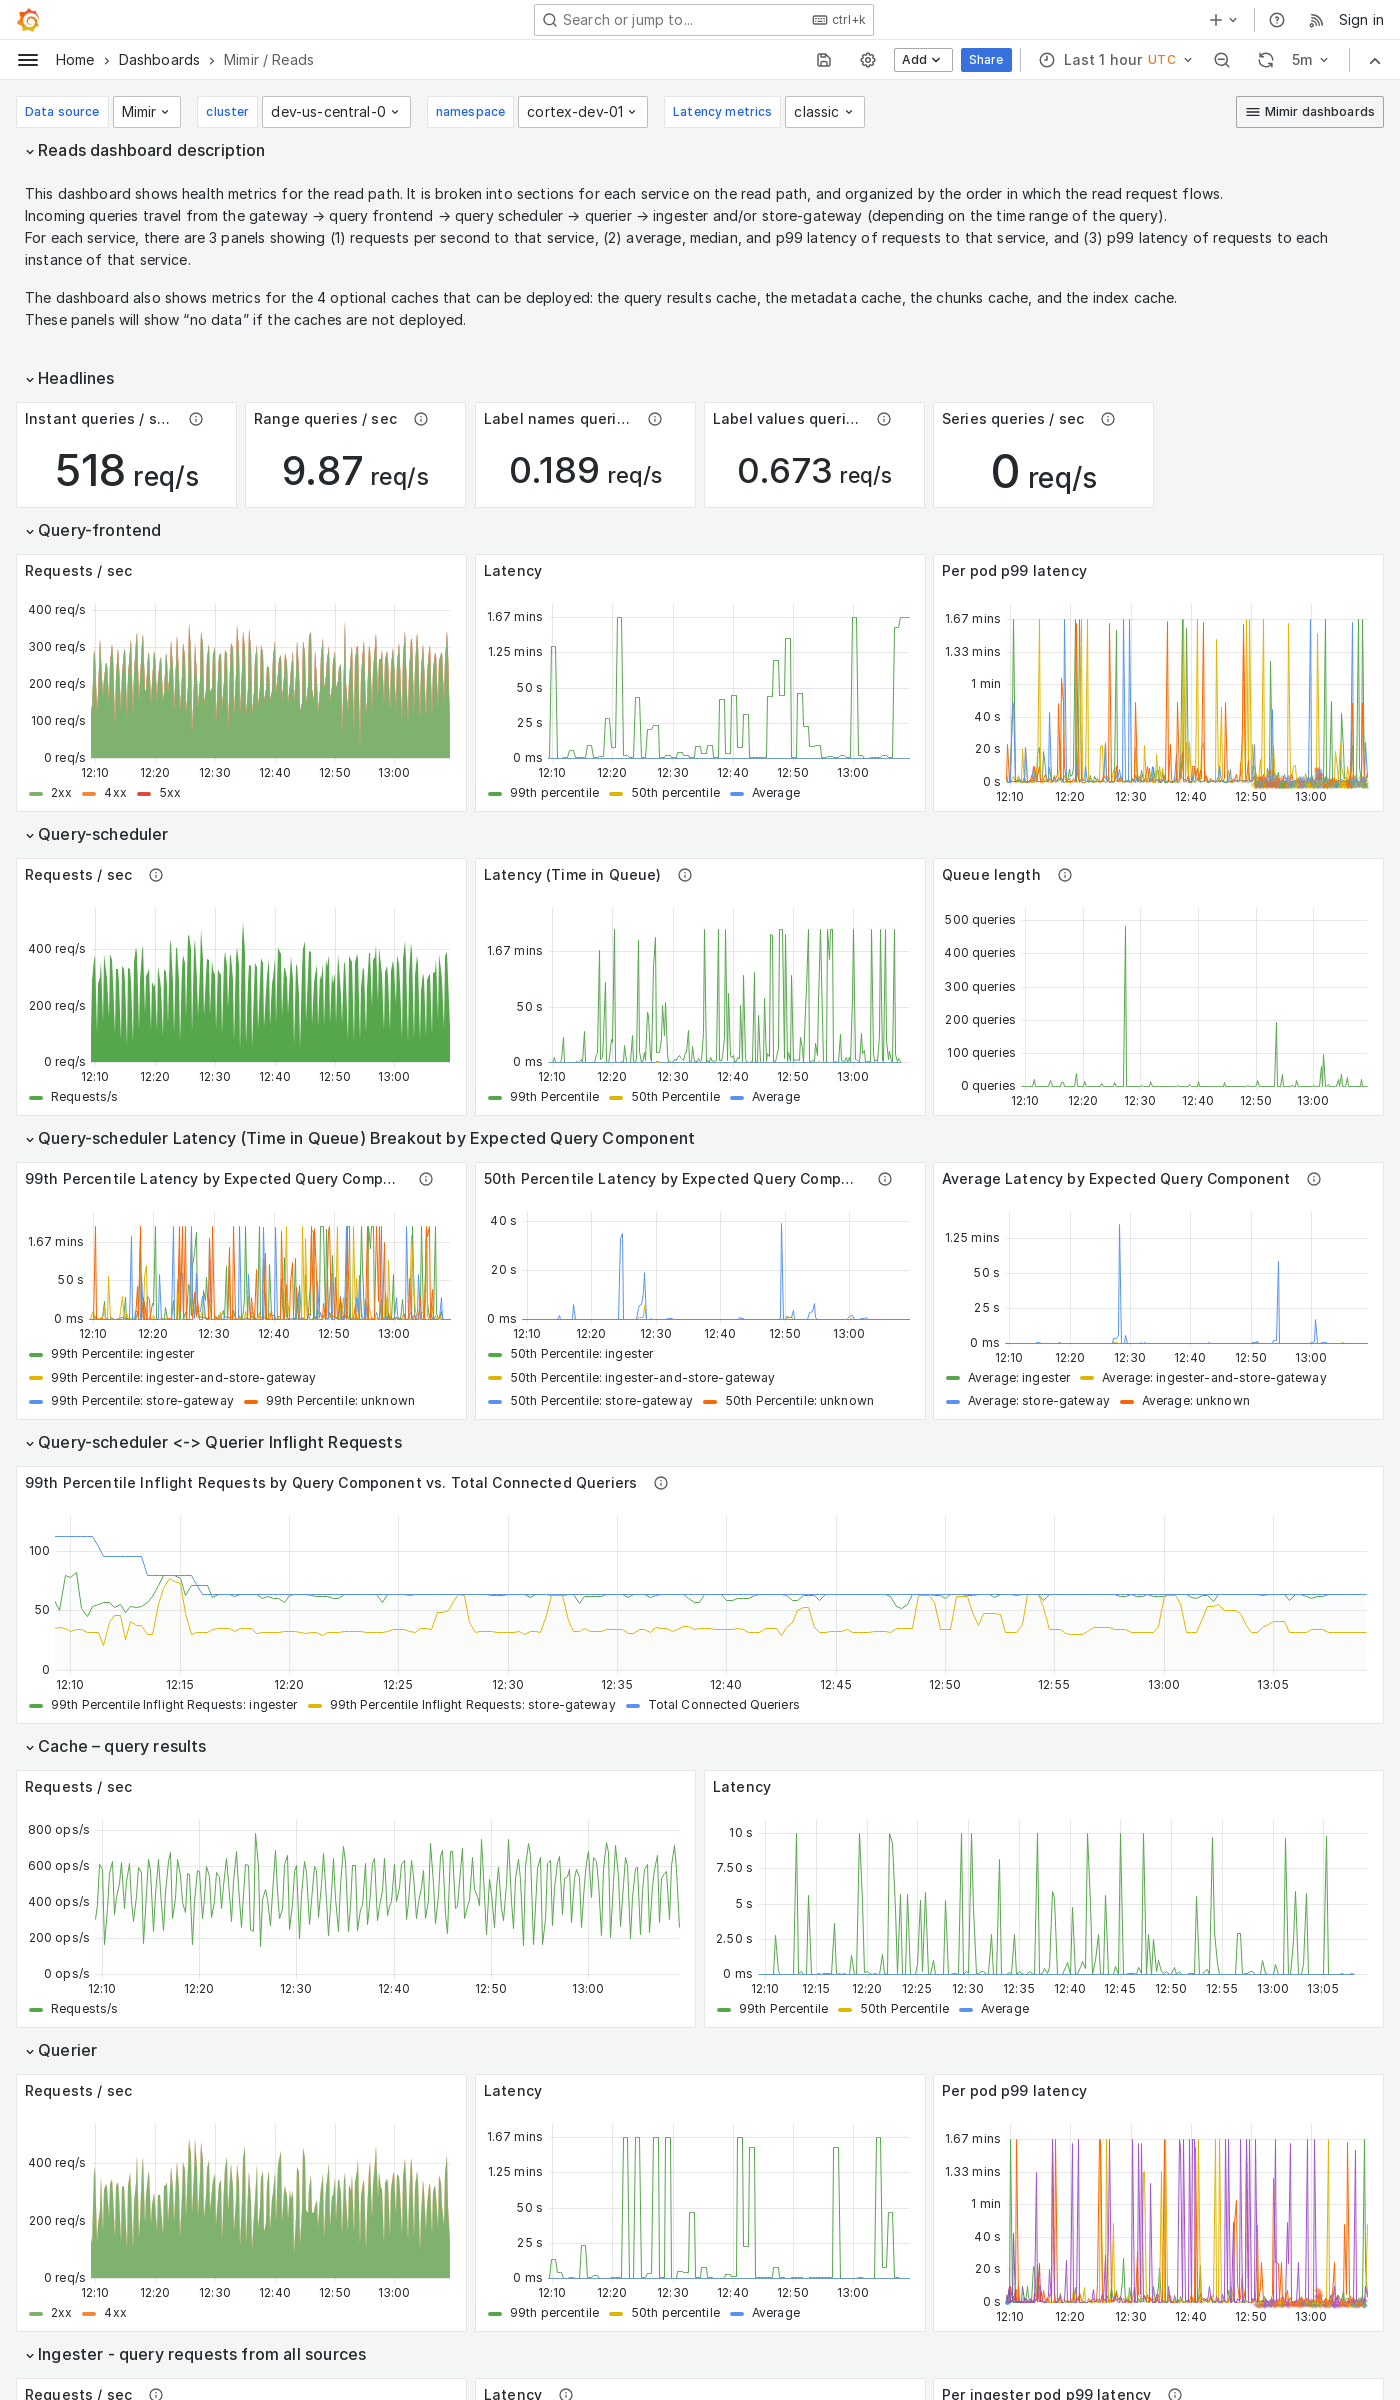 Search or jump to...
ctrl+k
Sign in
Home > Dashboards > Mimir / Reads
Add
Share
Last 1 hour UTC
5m
Data source
Mimir
cluster
dev-us-central-0
namespace
cortex-dev-01
Latency metrics
classic
Mimir dashboards
Reads dashboard description
This dashboard shows health metrics for the read path. It is broken into sections for each service on the read path, and organized by the order in which the read request flows.
Incoming queries travel from the gateway → query frontend → query scheduler → querier → ingester and/or store-gateway (depending on the time range of the query).
For each service, there are 3 panels showing (1) requests per second to that service, (2) average, median, and p99 latency of requests to that service, and (3) p99 latency of requests to each
instance of that service.
The dashboard also shows metrics for the 4 optional caches that can be deployed: the query results cache, the metadata cache, the chunks cache, and the index cache.
These panels will show “no data” if the caches are not deployed.
Headlines
Instant queries / s...
518 req/s
Range queries / sec
9.87 req/s
Label names queri...
0.189 req/s
Label values queri...
0.673 req/s
Series queries / sec
0 req/s
Query-frontend
Requests / sec
400 req/s
300 req/s
200 req/s
100 req/s
0 req/s
12:10 12:20 12:30 12:40 12:50 13:00
2xx 4xx 5xx
Latency
1.67 mins
1.25 mins
50 s
25 s
0 ms
12:10 12:20 12:30 12:40 12:50 13:00
99th percentile 50th percentile Average
Per pod p99 latency
1.67 mins
1.33 mins
1 min
40 s
20 s
0 s
12:10 12:20 12:30 12:40 12:50 13:00
Query-scheduler
Requests / sec
400 req/s
200 req/s
0 req/s
12:10 12:20 12:30 12:40 12:50 13:00
Requests/s
Latency (Time in Queue)
1.67 mins
50 s
0 ms
12:10 12:20 12:30 12:40 12:50 13:00
99th Percentile 50th Percentile Average
Queue length
500 queries
400 queries
300 queries
200 queries
100 queries
0 queries
12:10 12:20 12:30 12:40 12:50 13:00
Query-scheduler Latency (Time in Queue) Breakout by Expected Query Component
99th Percentile Latency by Expected Query Comp...
1.67 mins
50 s
0 ms
12:10 12:20 12:30 12:40 12:50 13:00
99th Percentile: ingester
99th Percentile: ingester-and-store-gateway
99th Percentile: store-gateway 99th Percentile: unknown
50th Percentile Latency by Expected Query Comp...
40 s
20 s
0 ms
12:10 12:20 12:30 12:40 12:50 13:00
50th Percentile: ingester
50th Percentile: ingester-and-store-gateway
50th Percentile: store-gateway 50th Percentile: unknown
Average Latency by Expected Query Component
1.25 mins
50 s
25 s
0 ms
12:10 12:20 12:30 12:40 12:50 13:00
Average: ingester Average: ingester-and-store-gateway
Average: store-gateway Average: unknown
Query-scheduler <-> Querier Inflight Requests
99th Percentile Inflight Requests by Query Component vs. Total Connected Queriers
100
50
0
12:10 12:15 12:20 12:25 12:30 12:35 12:40 12:45 12:50 12:55 13:00 13:05
99th Percentile Inflight Requests: ingester 99th Percentile Inflight Requests: store-gateway Total Connected Queriers
Cache – query results
Requests / sec
800 ops/s
600 ops/s
400 ops/s
200 ops/s
0 ops/s
12:10 12:20 12:30 12:40 12:50 13:00
Requests/s
Latency
10 s
7.50 s
5 s
2.50 s
0 ms
12:10 12:15 12:20 12:25 12:30 12:35 12:40 12:45 12:50 12:55 13:00 13:05
99th Percentile 50th Percentile Average
Querier
Requests / sec
400 req/s
200 req/s
0 req/s
12:10 12:20 12:30 12:40 12:50 13:00
2xx 4xx
Latency
1.67 mins
1.25 mins
50 s
25 s
0 ms
12:10 12:20 12:30 12:40 12:50 13:00
99th percentile 50th percentile Average
Per pod p99 latency
1.67 mins
1.33 mins
1 min
40 s
20 s
0 s
12:10 12:20 12:30 12:40 12:50 13:00
Ingester - query requests from all sources
Requests / sec
Latency
Per ingester pod p99 latency